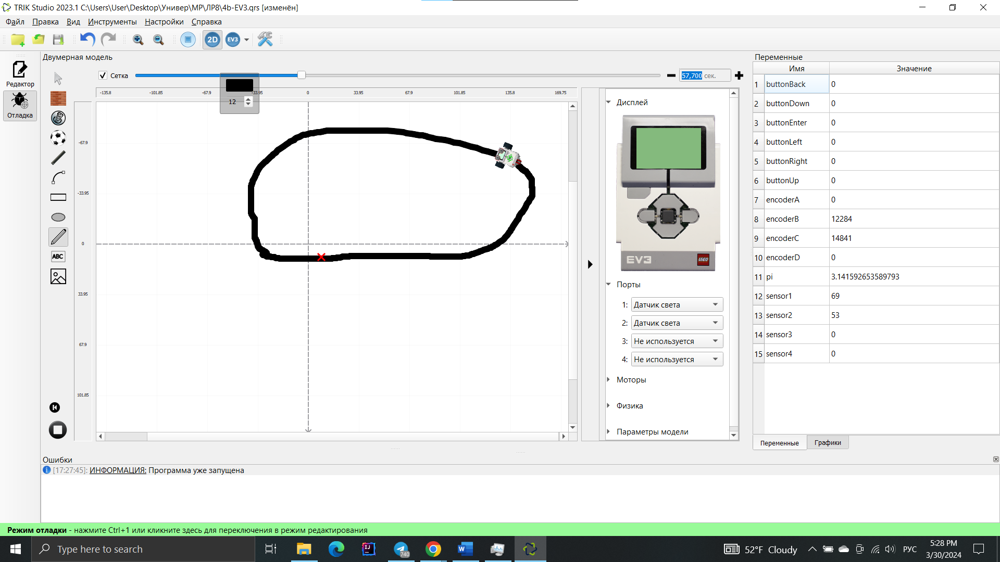 TRIK Studio 2023.1 C:\Users\User\Desktop\Универ\МР\ЛР8\4b-EV3.qrs [изменён]
Файл Правка Вид Инструменты Настройки Справка
2D EV3
Редактор
Отладка
Двумерная модель
Сетка
57,700 сек.
12
-135.8 -101.85 -67.9 -33.95 0 33.95 67.9 101.85 135.8 169.75
-67.9
-33.95
0
33.95
67.9
101.85
ABC
Дисплей
EV3 LEGO
Порты
1: Датчик света
2: Датчик света
3: Не используется
4: Не используется
Моторы
Физика
Параметры модели
Переменные
Имя Значение
1 buttonBack 0
2 buttonDown 0
3 buttonEnter 0
4 buttonLeft 0
5 buttonRight 0
6 buttonUp 0
7 encoderA 0
8 encoderB 12284
9 encoderC 14841
10 encoderD 0
11 pi 3.141592653589793
12 sensor1 69
13 sensor2 53
14 sensor3 0
15 sensor4 0
Переменные Графики
Ошибки
[17:27:45]: ИНФОРМАЦИЯ: Программа уже запущена
Режим отладки - нажмите Ctrl+1 или кликните здесь для переключения в режим редактирования
Type here to search
IJ
740
W
52°F Cloudy
РУС
5:28 PM
3/30/2024